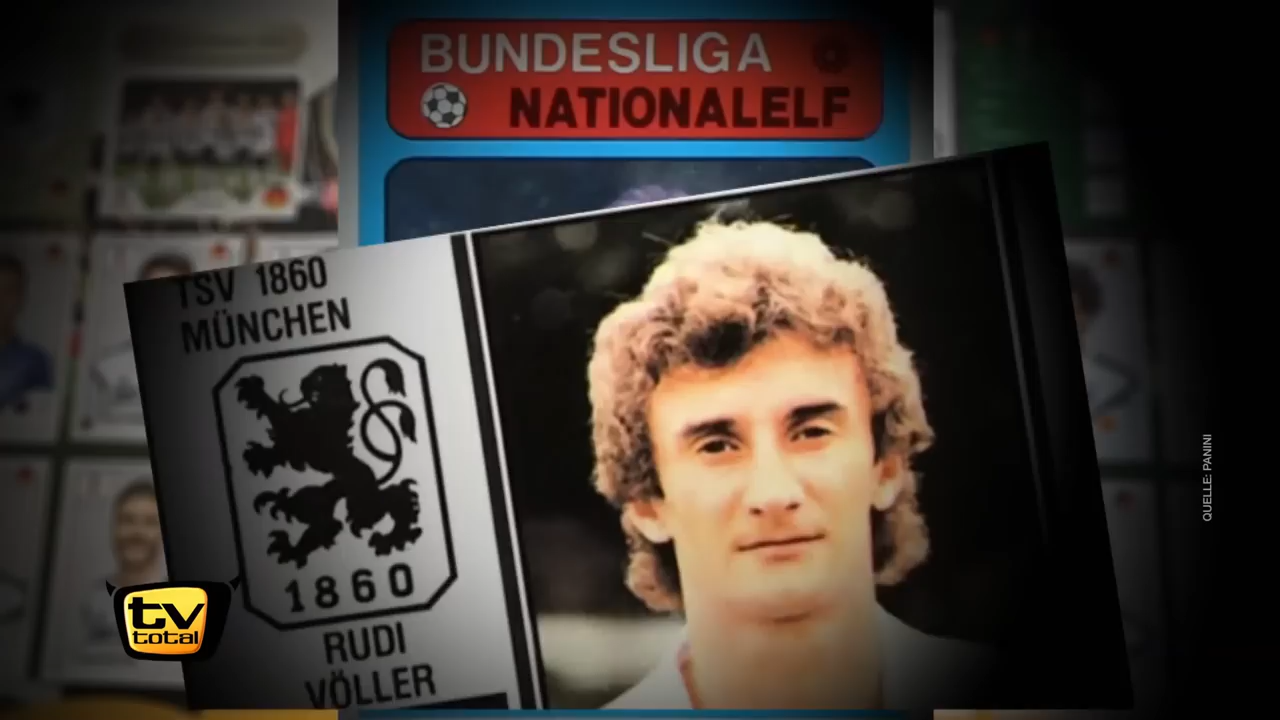 BUNDESLIGA
NATIONALELF
TSV 1860
MÜNCHEN
1860
RUDI
VÖLLER
QUELLE: PANINI
tv
total